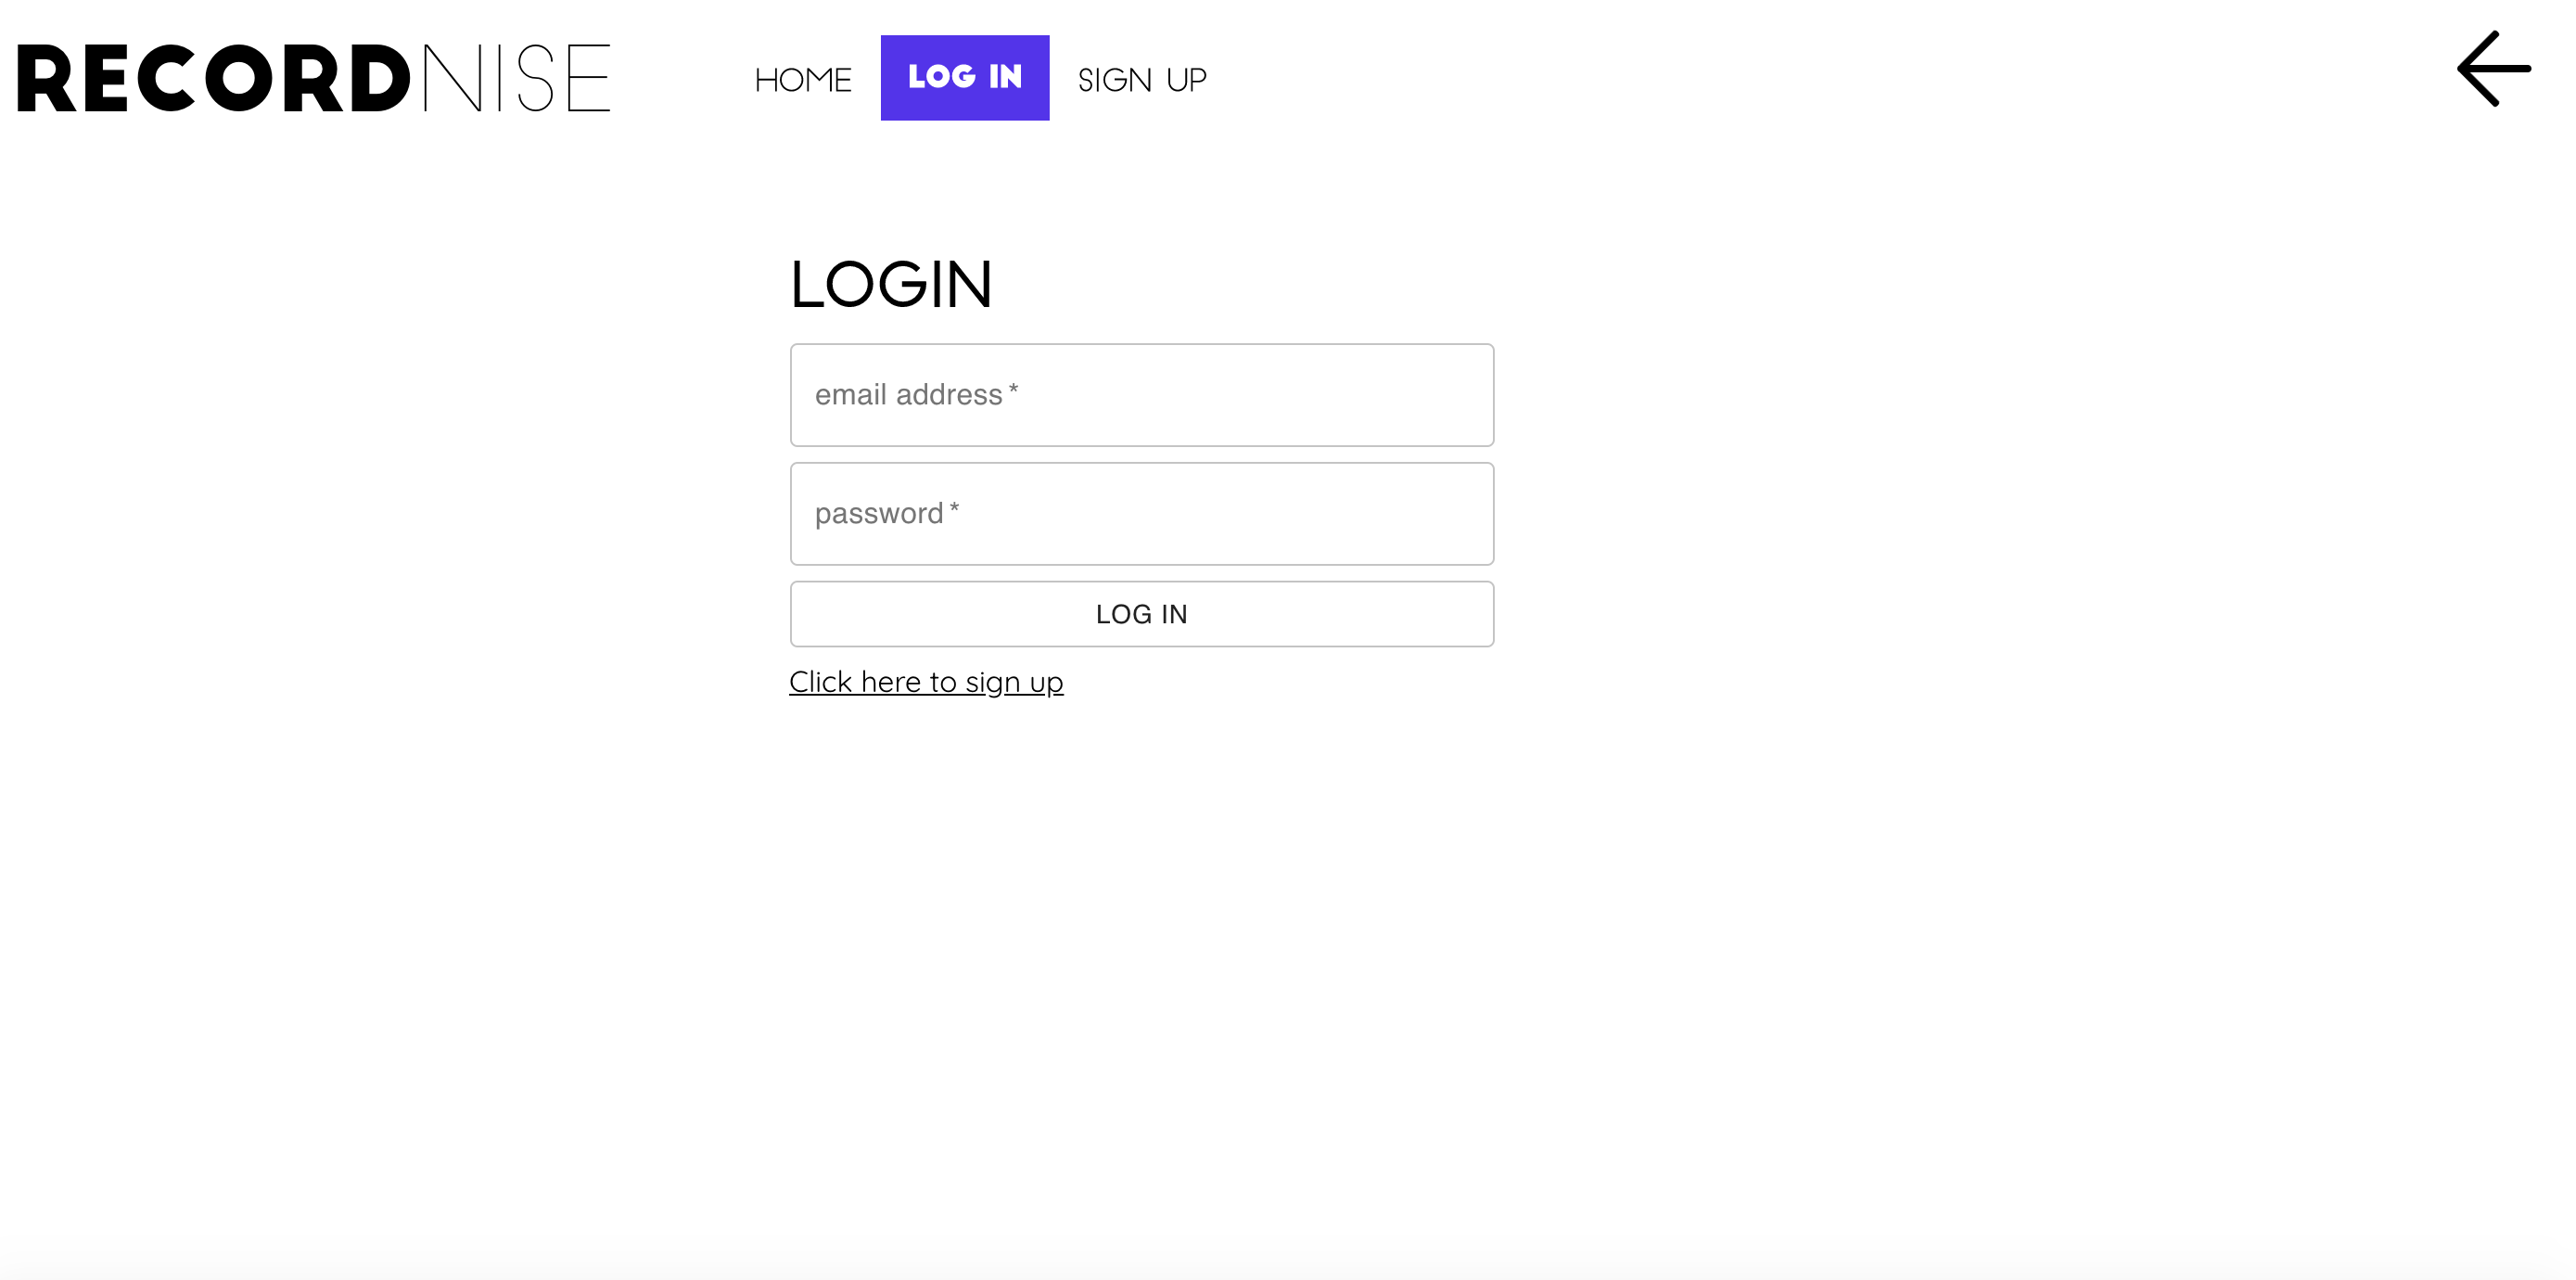 RECORDNISE
HOME LOG IN SIGN UP
LOGIN
email address *
password *
LOG IN
Click here to sign up